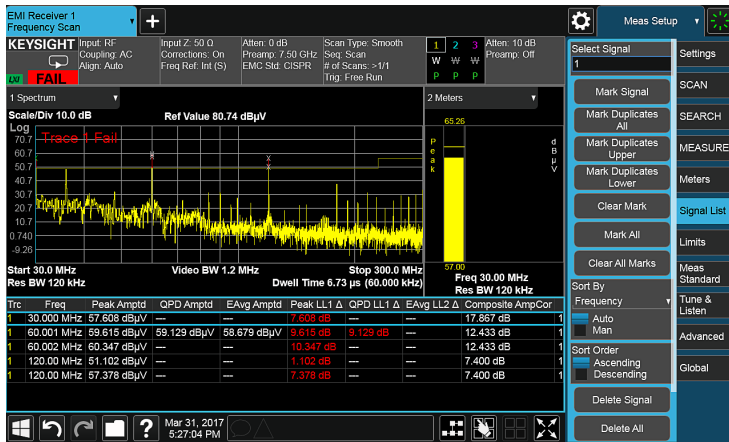 EMI Receiver 1
Frequency Scan
Meas Setup
KEYSIGHT
Input: RF
Coupling: AC
Align: Auto
Input Z: 50 Ω
Corrections: On
Freq Ref: Int (S)
Atten: 0 dB
Preamp: 7.50 GHz
EMC Std: CISPR
Scan Type: Smooth
Seq: Scan
# of Scans: >1/1
Trig: Free Run
1 2 3
W W W
P P P
Atten: 10 dB
Preamp: Off
LXI FAIL
1 Spectrum
Scale/Div 10.0 dB
Ref Value 80.74 dBµV
Log
Trace 1 Fail
70.7
60.7
50.7
40.7
30.7
20.7
10.7
0.740
-9.26
Start 30.0 MHz
Video BW 1.2 MHz
Stop 300.0 MHz
Res BW 120 kHz
Dwell Time 6.73 µs (60.000 kHz)
2 Meters
65.26
Peak
dBµV
57.00
Freq 30.00 MHz
Res BW 120 kHz
Trc Freq Peak Amptd QPD Amptd EAvg Amptd Peak LL1 Δ QPD LL1 Δ EAvg LL2 Δ Composite AmpCor
1 30.000 MHz 57.608 dBµV --- --- 7.608 dB --- --- 17.867 dB 1
1 60.001 MHz 59.615 dBµV 59.129 dBµV 58.679 dBµV 9.615 dB 9.129 dB --- 12.433 dB 1
1 60.002 MHz 60.347 dBµV --- --- 10.347 dB --- --- 12.433 dB 1
1 120.00 MHz 51.102 dBµV --- --- 1.102 dB --- --- 7.400 dB 1
1 120.00 MHz 57.378 dBµV --- --- 7.378 dB --- --- 7.400 dB 1
Select Signal
1
Mark Signal
Mark Duplicates
All
Mark Duplicates
Upper
Mark Duplicates
Lower
Clear Mark
Mark All
Clear All Marks
Sort By
Frequency
Auto
Man
Sort Order
Ascending
Descending
Delete Signal
Delete All
Settings
SCAN
SEARCH
MEASURE
Meters
Signal List
Limits
Meas
Standard
Tune &
Listen
Advanced
Global
?
Mar 31, 2017
5:27:04 PM